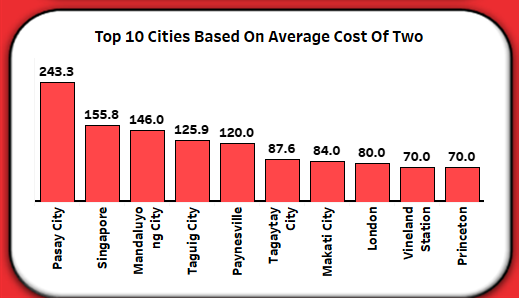 Top 10 Cities Based On Average Cost Of Two
243.3
155.8
146.0
125.9
120.0
87.6
84.0
80.0
70.0
70.0
Pasay City
Singapore
Mandaluyo
ng City
Taguig City
Paynesville
Tagaytay
City
Makati City
London
Vineland
Station
Princeton